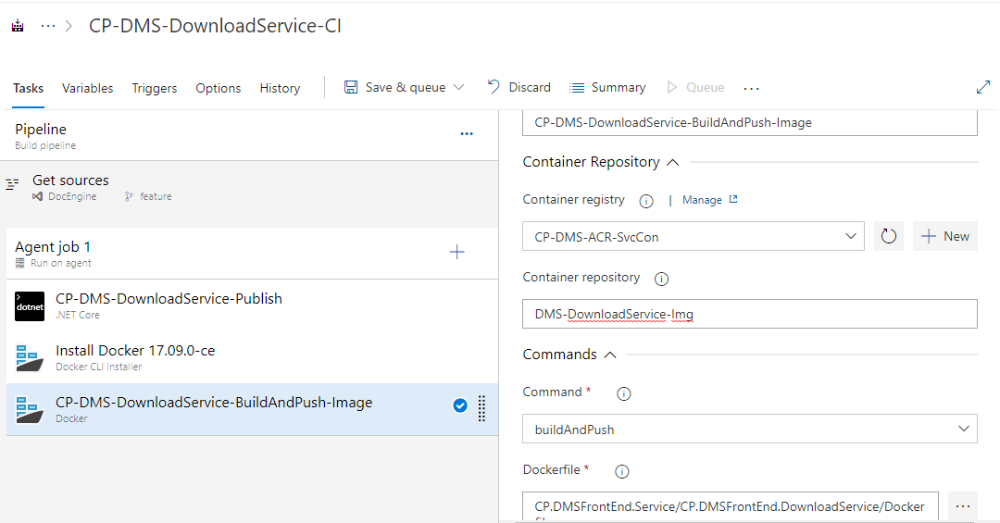 ... > CP-DMS-DownloadService-CI
Tasks Variables Triggers Options History Save & queue Discard Summary Queue ...
Pipeline ...
Build pipeline
Get sources
DocEngine feature
Agent job 1 +
Run on agent
dotnet
CP-DMS-DownloadService-Publish
.NET Core
Install Docker 17.09.0-ce
Docker CLI installer
CP-DMS-DownloadService-BuildAndPush-Image
Docker
CP-DMS-DownloadService-BuildAndPush-Image
Container Repository
Container registry i | Manage
CP-DMS-ACR-SvcCon + New
Container repository i
DMS-DownloadService-Img
Commands
Command * i
buildAndPush
Dockerfile * i
CP.DMSFrontEnd.Service/CP.DMSFrontEnd.DownloadService/Docker ...